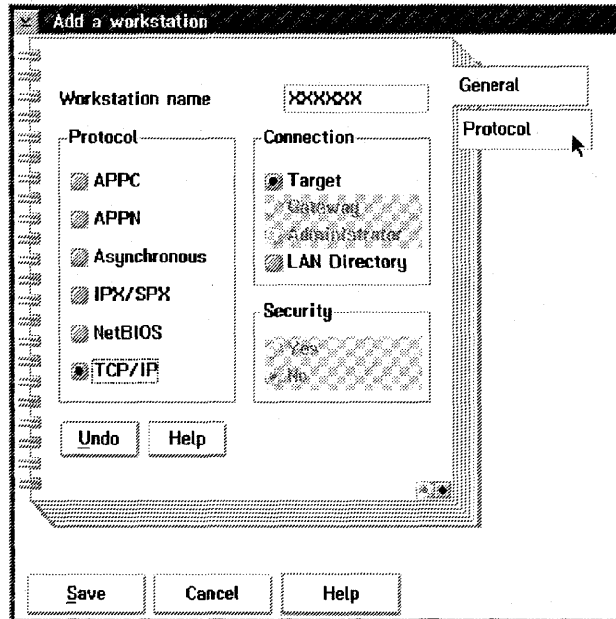 Add a workstation
General
Protocol
Workstation name XXXXXX
Protocol
APPC
APPN
Asynchronous
IPX/SPX
NetBIOS
TCP/IP
Connection
Target
Gateway
Administrator
LAN Directory
Security
Yes
No
Undo Help
Save Cancel Help